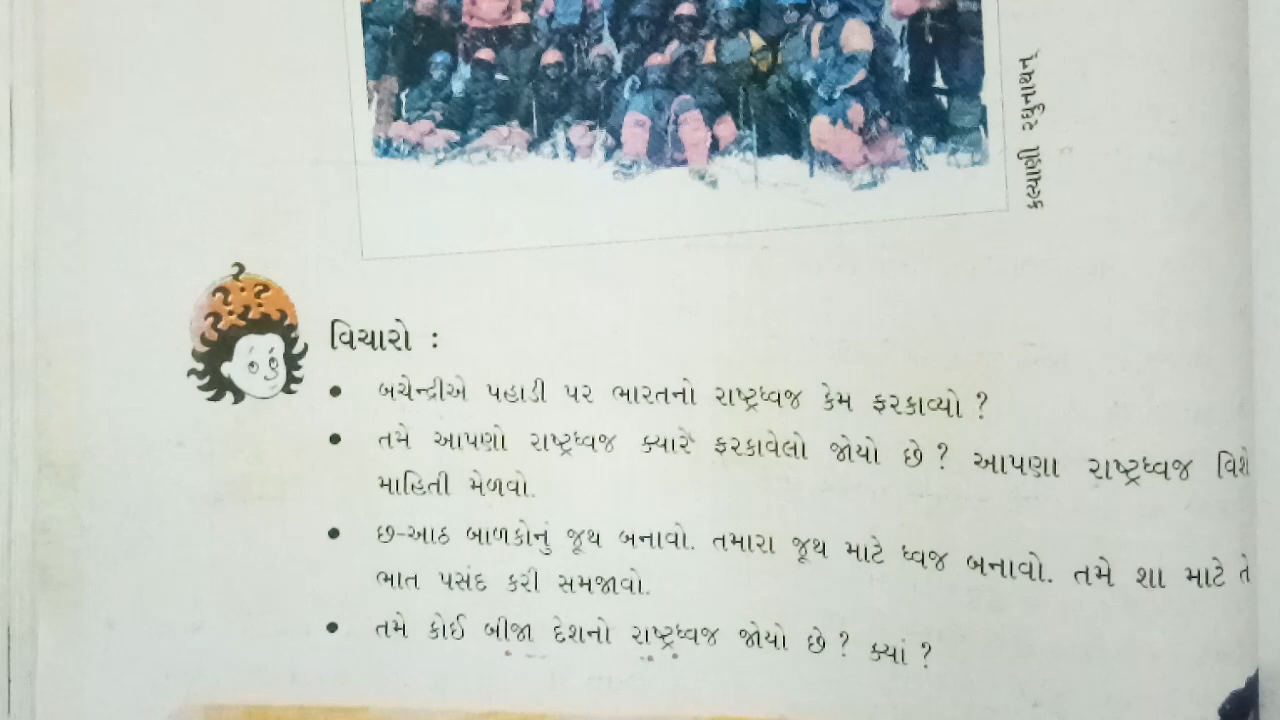 કલ્યાણી રઘુનાથન્
વિચારો :
• બચેન્દ્રીએ પહાડી પર ભારતનો રાષ્ટ્રધ્વજ કેમ ફરકાવ્યો ?
• તમે આપણો રાષ્ટ્રધ્વજ ક્યારે ફરકાવેલો જોયો છે ? આપણા રાષ્ટ્રધ્વજ વિશે
માહિતી મેળવો.
• છ-આઠ બાળકોનું જૂથ બનાવો. તમારા જૂથ માટે ધ્વજ બનાવો. તમે શા માટે તે
ભાત પસંદ કરી સમજાવો.
• તમે કોઈ બીજા દેશનો રાષ્ટ્રધ્વજ જોયો છે ? ક્યાં ?